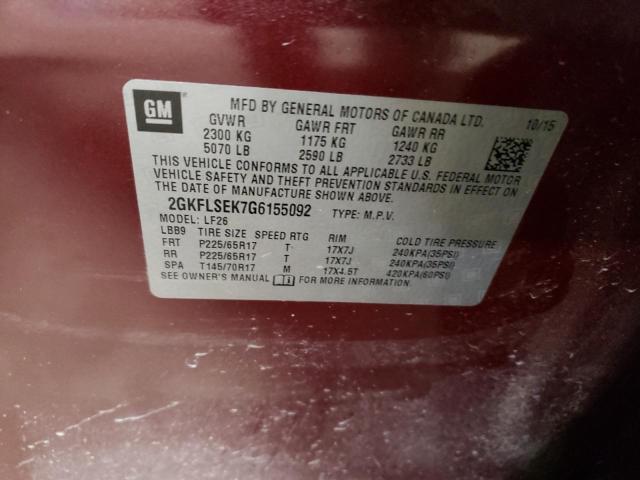 GM
MFD BY GENERAL MOTORS OF CANADA LTD. 10/15
GVWR GAWR FRT GAWR RR
2300 KG 1175 KG 1240 KG
5070 LB 2590 LB 2733 LB
THIS VEHICLE CONFORMS TO ALL APPLICABLE U.S. FEDERAL MOTOR
VEHICLE SAFETY AND THEFT PREVENTION STANDARDS IN EFFECT ON
THE DATE OF MANUFACTURE SHOWN ABOVE.
2GKFLSEK7G6155092 TYPE: M.P.V.
MODEL: LF26
LBB9 TIRE SIZE SPEED RTG RIM COLD TIRE PRESSURE
FRT P225/65R17 T 17X7J 240KPA(35PSI)
RR P225/65R17 T 17X7J 240KPA(35PSI)
SPA T145/70R17 M 17X4.5T 420KPA(60PSI)
SEE OWNER'S MANUAL FOR MORE INFORMATION.